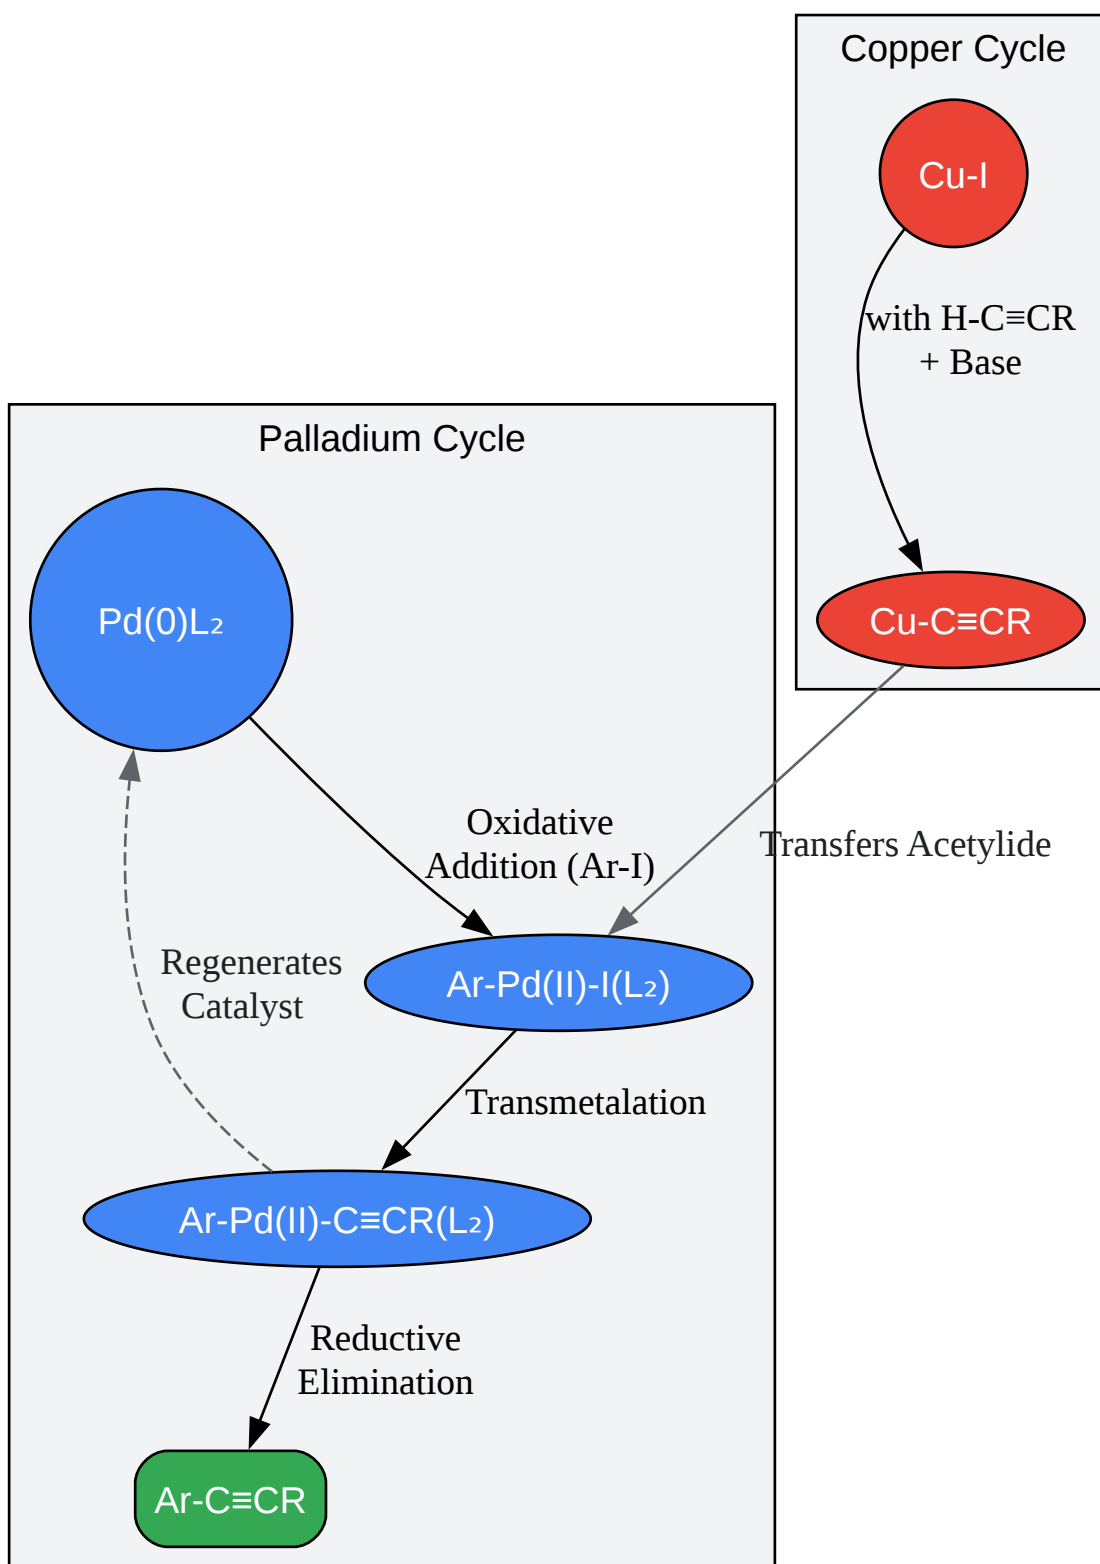 Copper Cycle
Cu-I
with H-C≡CR
+ Base
Cu-C≡CR
Transfers Acetylide
Palladium Cycle
Pd(0)L₂
Oxidative
Addition (Ar-I)
Ar-Pd(II)-I(L₂)
Regenerates
Catalyst
Transmetalation
Ar-Pd(II)-C≡CR(L₂)
Reductive
Elimination
Ar-C≡CR